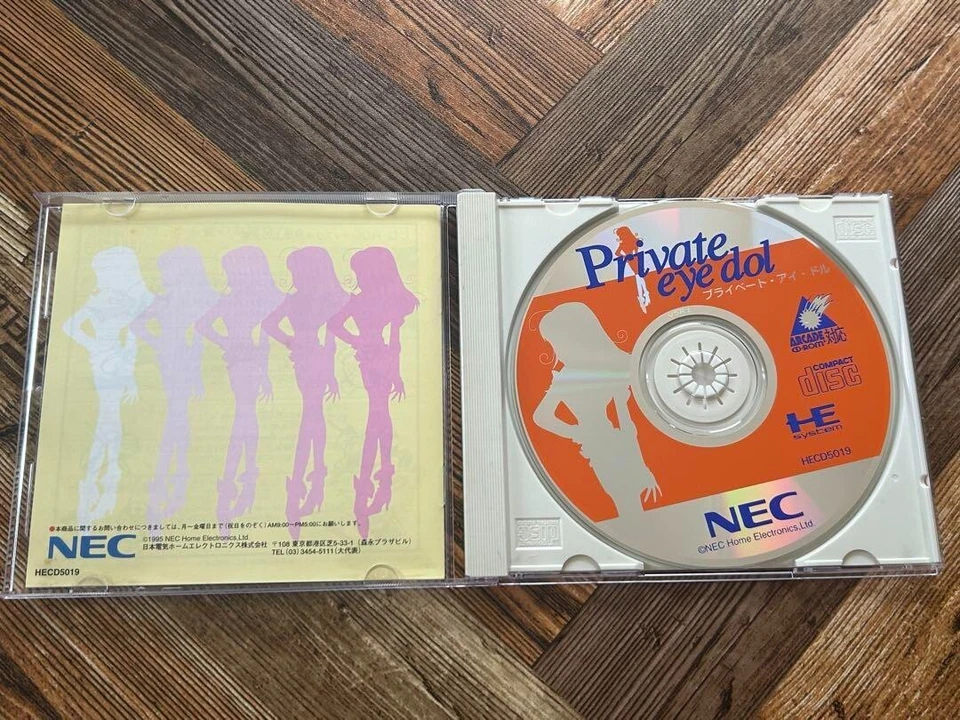 ●本商品に関するお問い合わせにつきましては、月～金曜日まで(祝日をのぞく)AM9:00～PM5:00にお願いします。
NEC
©1995 NEC Home Electronics,Ltd.
日本電気ホームエレクトロニクス株式会社 〒108 東京都港区芝5-33-1(森永プラザビル)
TEL(03)3454-5111(大代表)
HECD5019
Private
eye dol
プライベート・アイ・ドル
ARCADE
CD-ROM²対応
COMPACT
disc
HE
system
HECD5019
NEC
©NEC Home Electronics,Ltd.